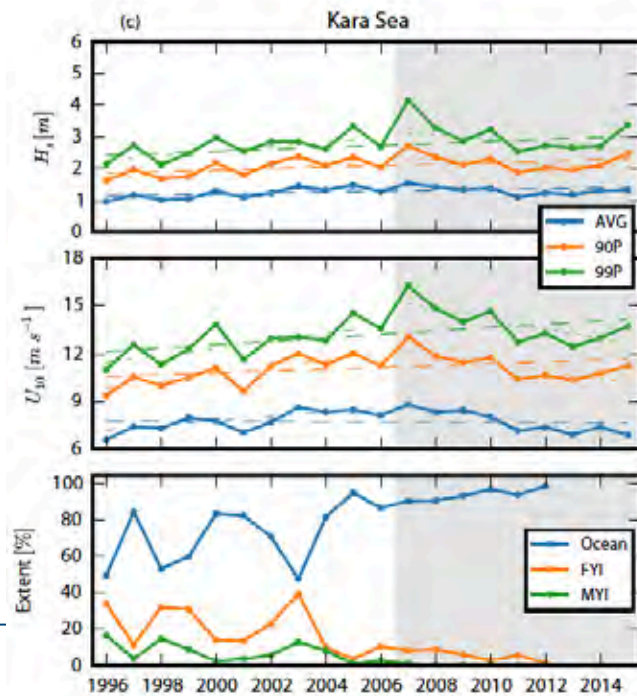 (c) Kara Sea
6
5
4
3
2
1
0
H_s [m]
AVG
90P
99P
18
15
12
9
6
U_10 [m s^-1]
100
80
60
40
20
0
Extent [%]
Ocean
FYI
MYI
1996 1998 2000 2002 2004 2006 2008 2010 2012 2014